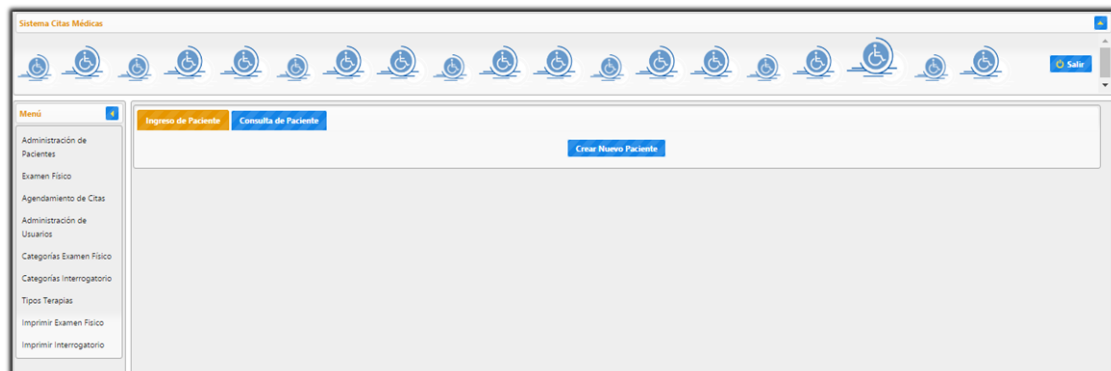 Sistema Citas Médicas
Salir
Menú
Ingreso de Paciente Consulta de Paciente
Crear Nuevo Paciente
Administración de
Pacientes
Examen Físico
Agendamiento de Citas
Administración de
Usuarios
Categorías Examen Físico
Categorías Interrogatorio
Tipos Terapias
Imprimir Examen Fisico
Imprimir Interrogatorio